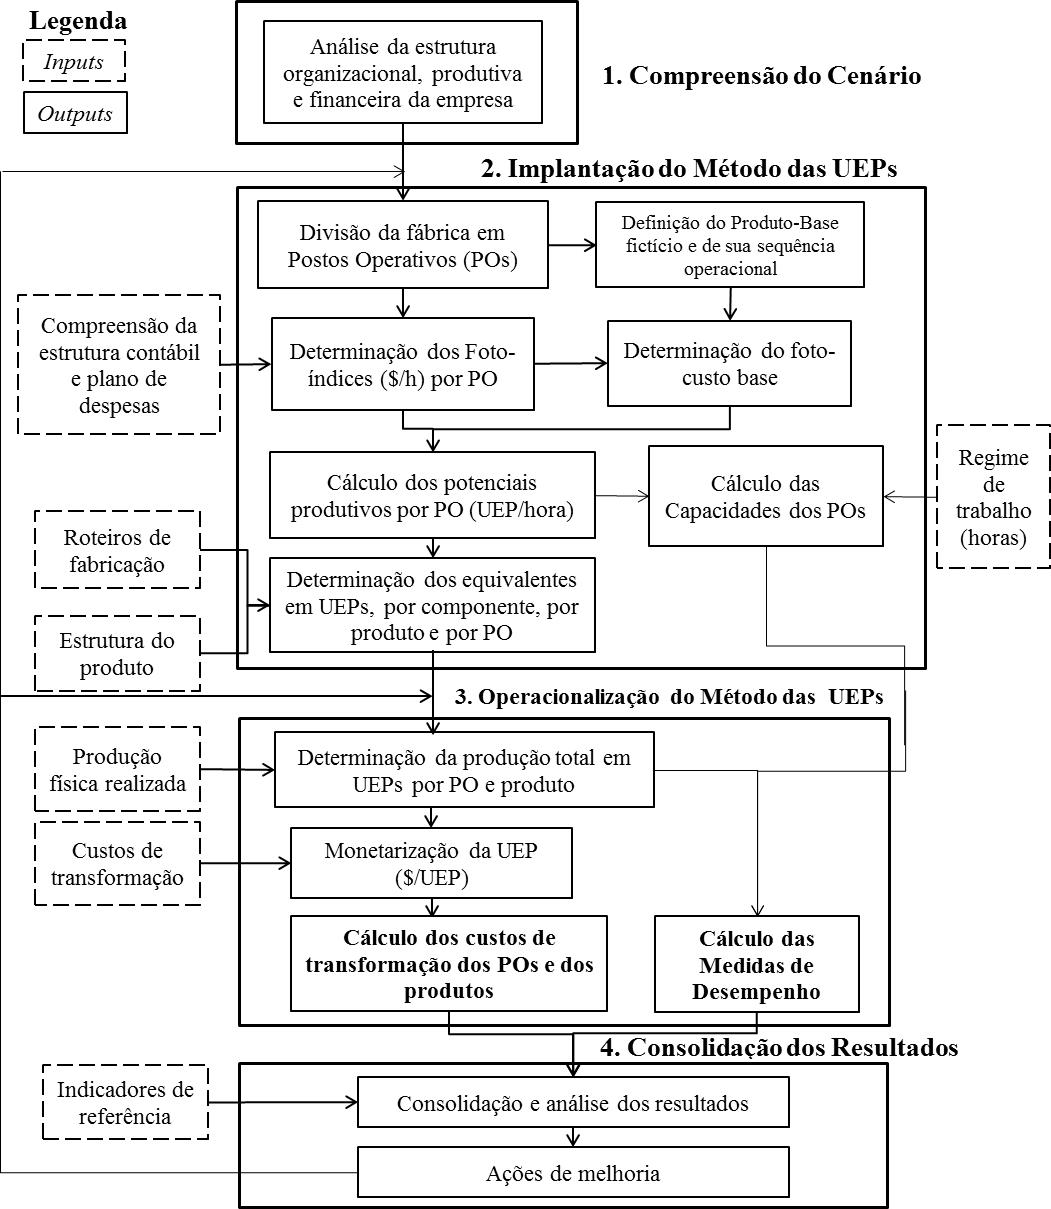 Legenda
Inputs
Outputs
Análise da estrutura
organizacional, produtiva
e financeira da empresa
1. Compreensão do Cenário
2. Implantação do Método das UEPs
Divisão da fábrica em
Postos Operativos (POs)
Definição do Produto-Base
fictício e de sua sequência
operacional
Compreensão da
estrutura contábil
e plano de
despesas
Determinação dos Foto-
índices ($/h) por PO
Determinação do foto-
custo base
Regime
de
trabalho
(horas)
Cálculo dos potenciais
produtivos por PO (UEP/hora)
Cálculo das
Capacidades dos POs
Roteiros de
fabricação
Estrutura do
produto
Determinação dos equivalentes
em UEPs, por componente, por
produto e por PO
3. Operacionalização do Método das UEPs
Produção
física realizada
Determinação da produção total em
UEPs por PO e produto
Custos de
transformação
Monetarização da UEP
($/UEP)
Cálculo dos custos de
transformação dos POs e dos
produtos
Cálculo das
Medidas de
Desempenho
4. Consolidação dos Resultados
Indicadores de
referência
Consolidação e análise dos resultados
Ações de melhoria